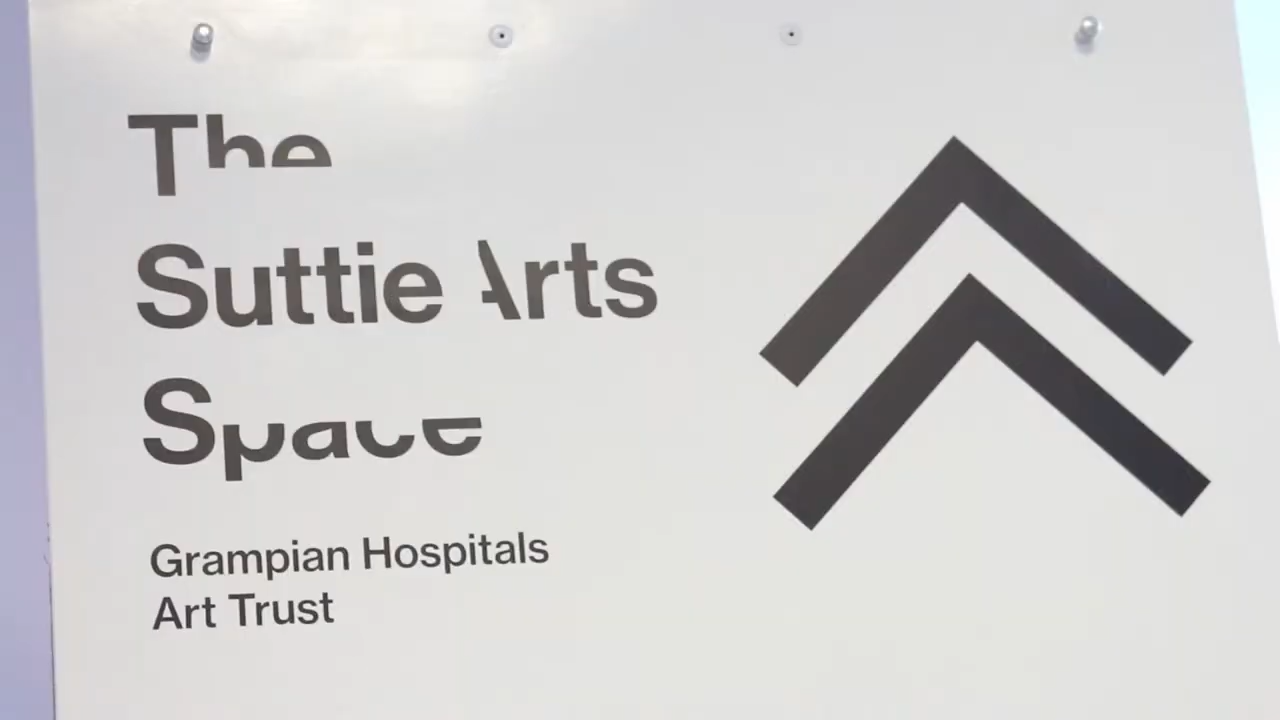 The
Suttie Arts
Space
Grampian Hospitals
Art Trust